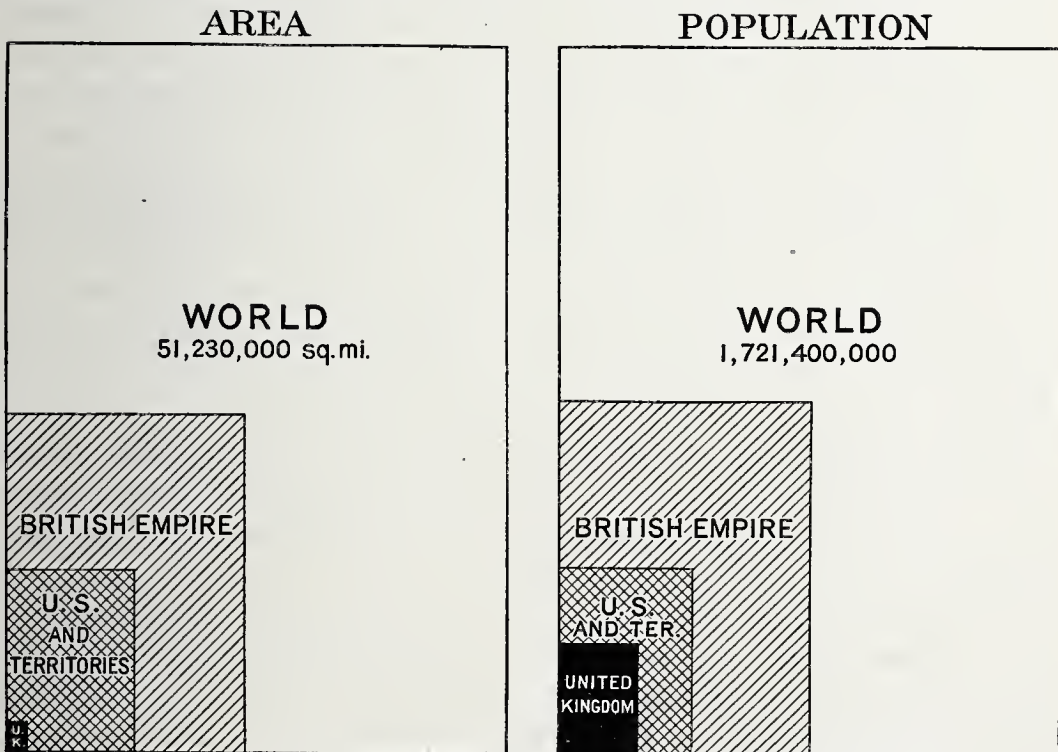 AREA
WORLD
51,230,000 sq.mi.
BRITISH EMPIRE
U.S.
AND
TERRITORIES
U.
K.
POPULATION
WORLD
1,721,400,000
BRITISH EMPIRE
U.S.
AND TER.
UNITED
KINGDOM